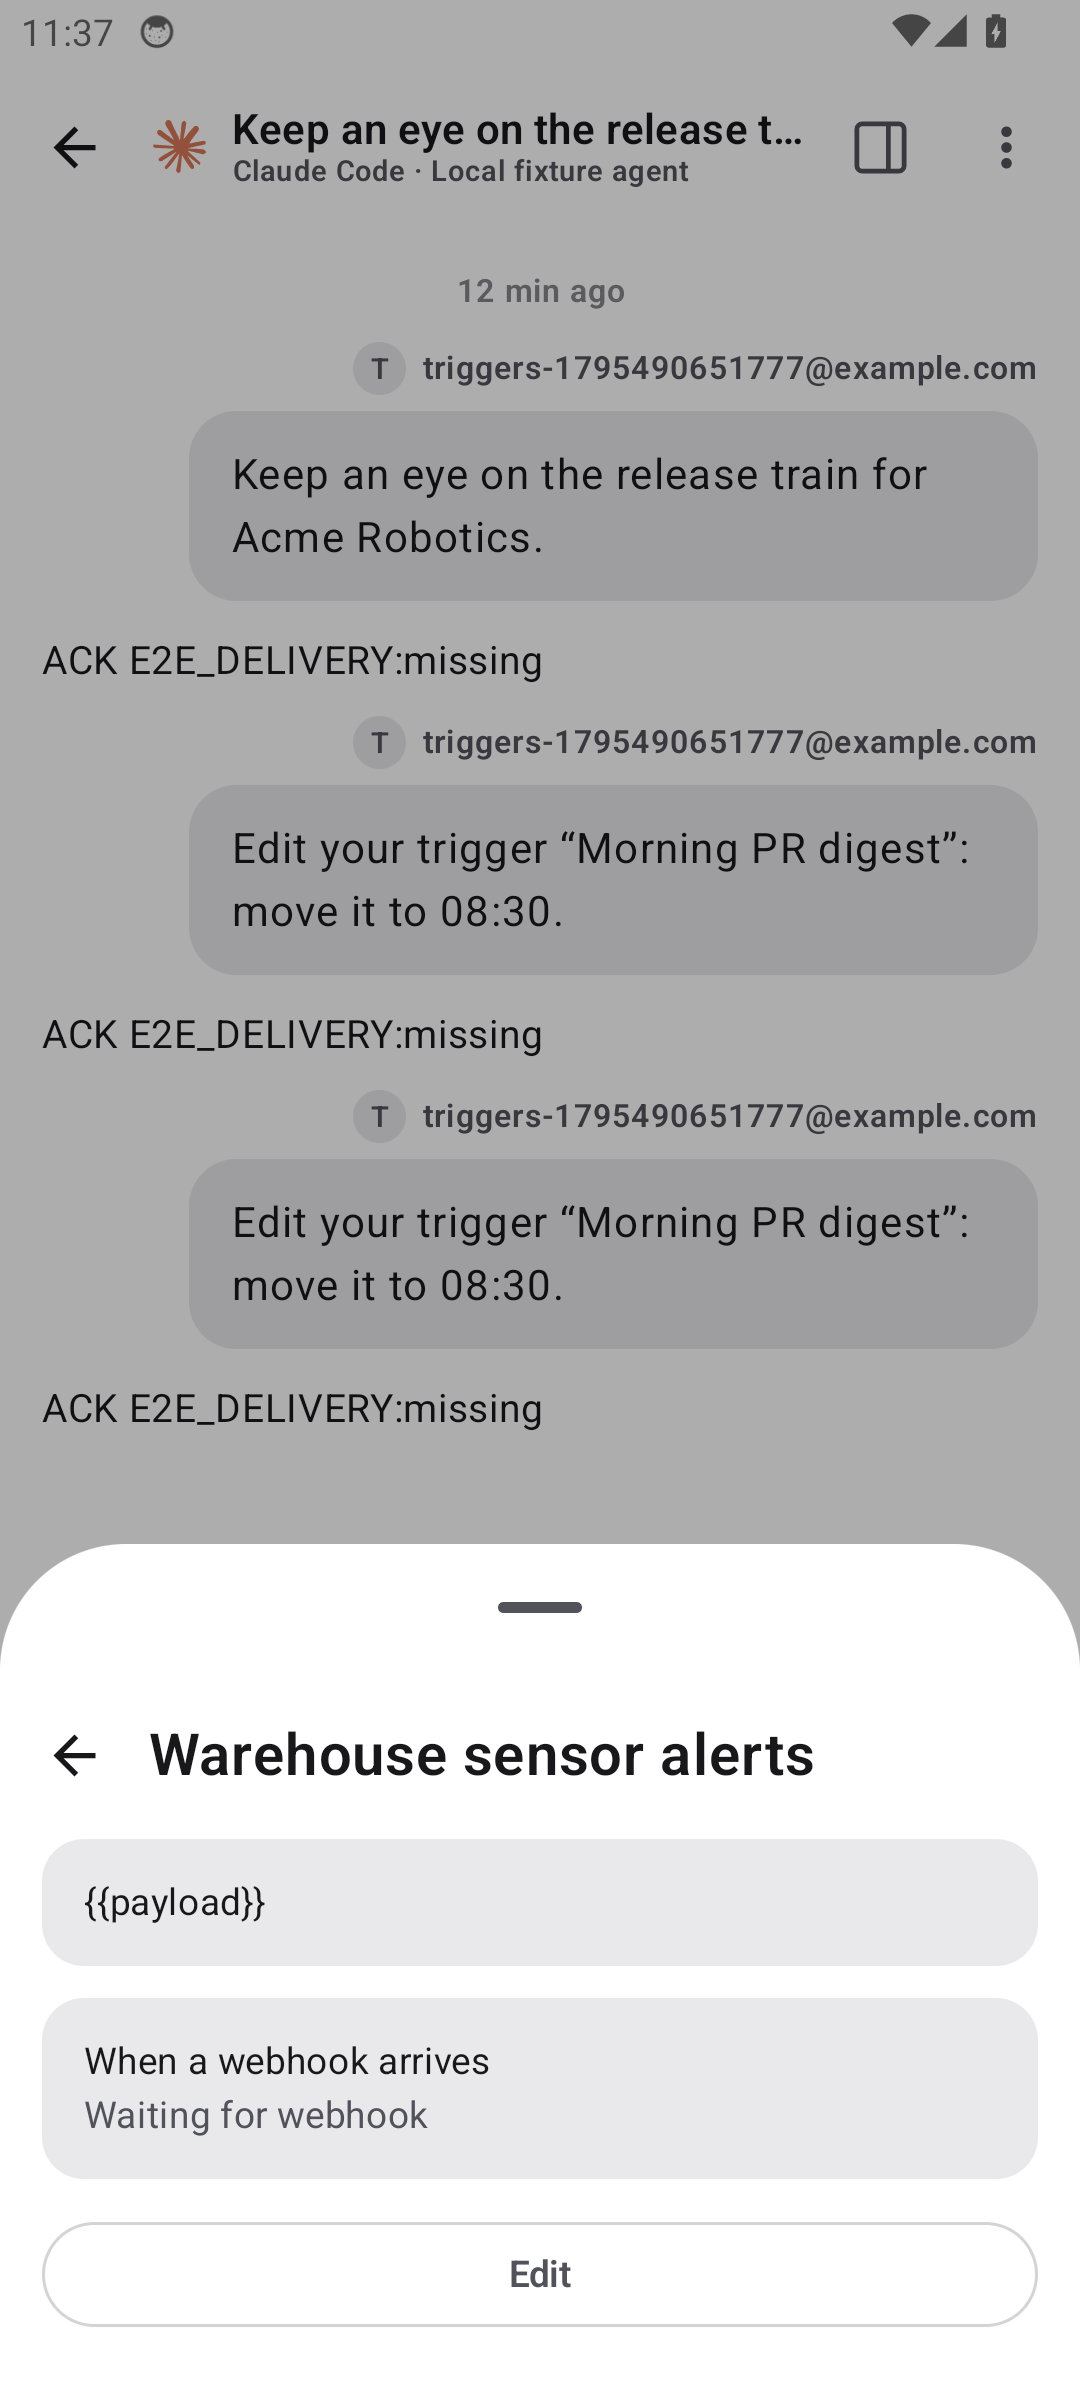 11:37
Keep an eye on the release t…
Claude Code · Local fixture agent
12 min ago
T triggers-1795490651777@example.com
Keep an eye on the release train for
Acme Robotics.
ACK E2E_DELIVERY:missing
T triggers-1795490651777@example.com
Edit your trigger “Morning PR digest”:
move it to 08:30.
ACK E2E_DELIVERY:missing
T triggers-1795490651777@example.com
Edit your trigger “Morning PR digest”:
move it to 08:30.
ACK E2E_DELIVERY:missing
Warehouse sensor alerts
{{payload}}
When a webhook arrives
Waiting for webhook
Edit